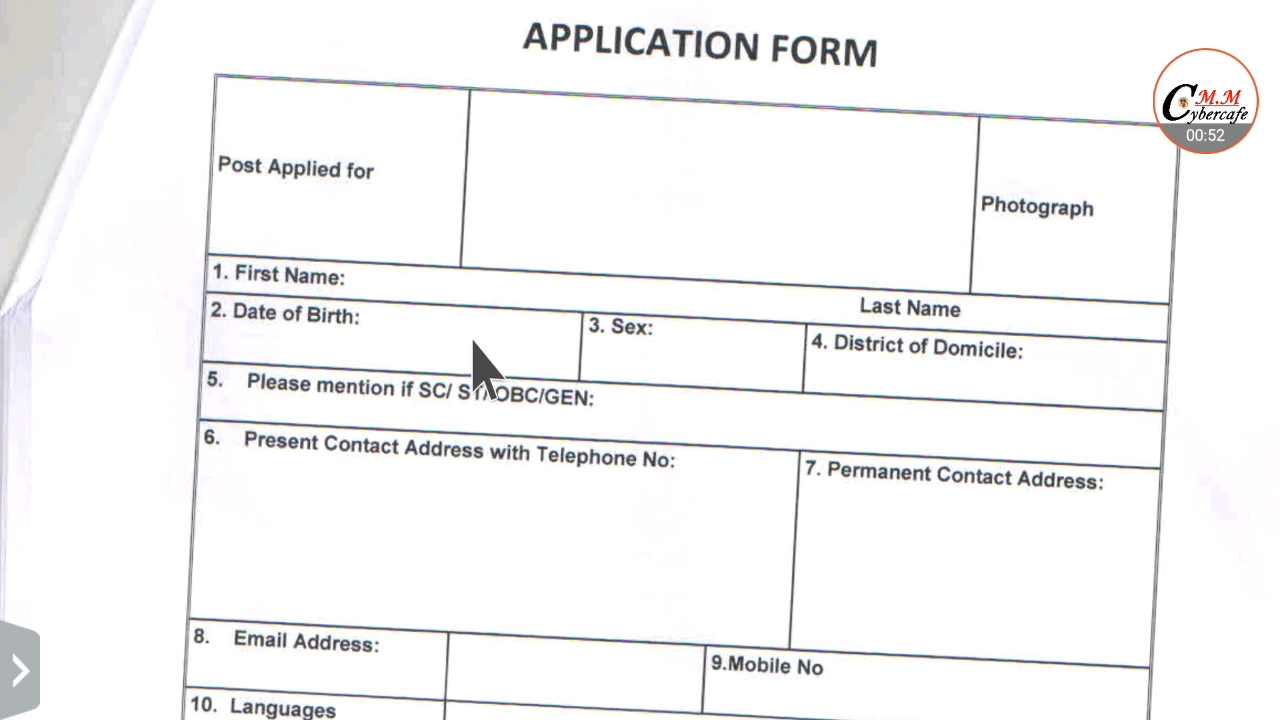 APPLICATION FORM
M.M
Cybercafe
00:52
Post Applied for
Photograph
1. First Name:
Last Name
2. Date of Birth:
3. Sex:
4. District of Domicile:
5. Please mention if SC/ ST/OBC/GEN:
6. Present Contact Address with Telephone No:
7. Permanent Contact Address:
8. Email Address:
9.Mobile No
10. Languages